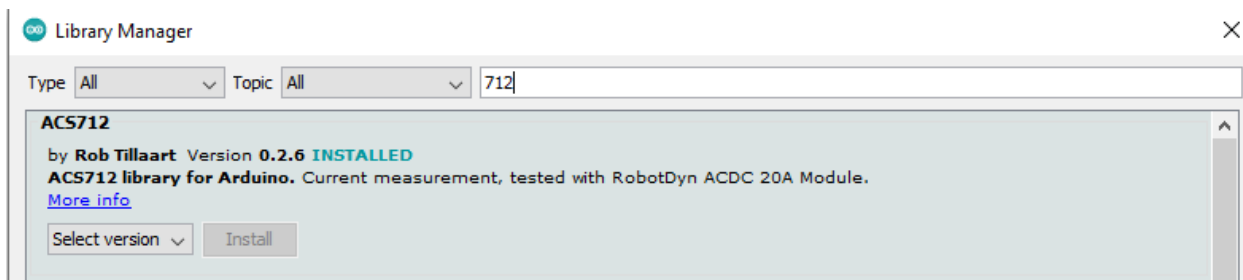 Library Manager
Type All Topic All 712
ACS712
by Rob Tillaart Version 0.2.6 INSTALLED
ACS712 library for Arduino. Current measurement, tested with RobotDyn ACDC 20A Module.
More info
Select version Install